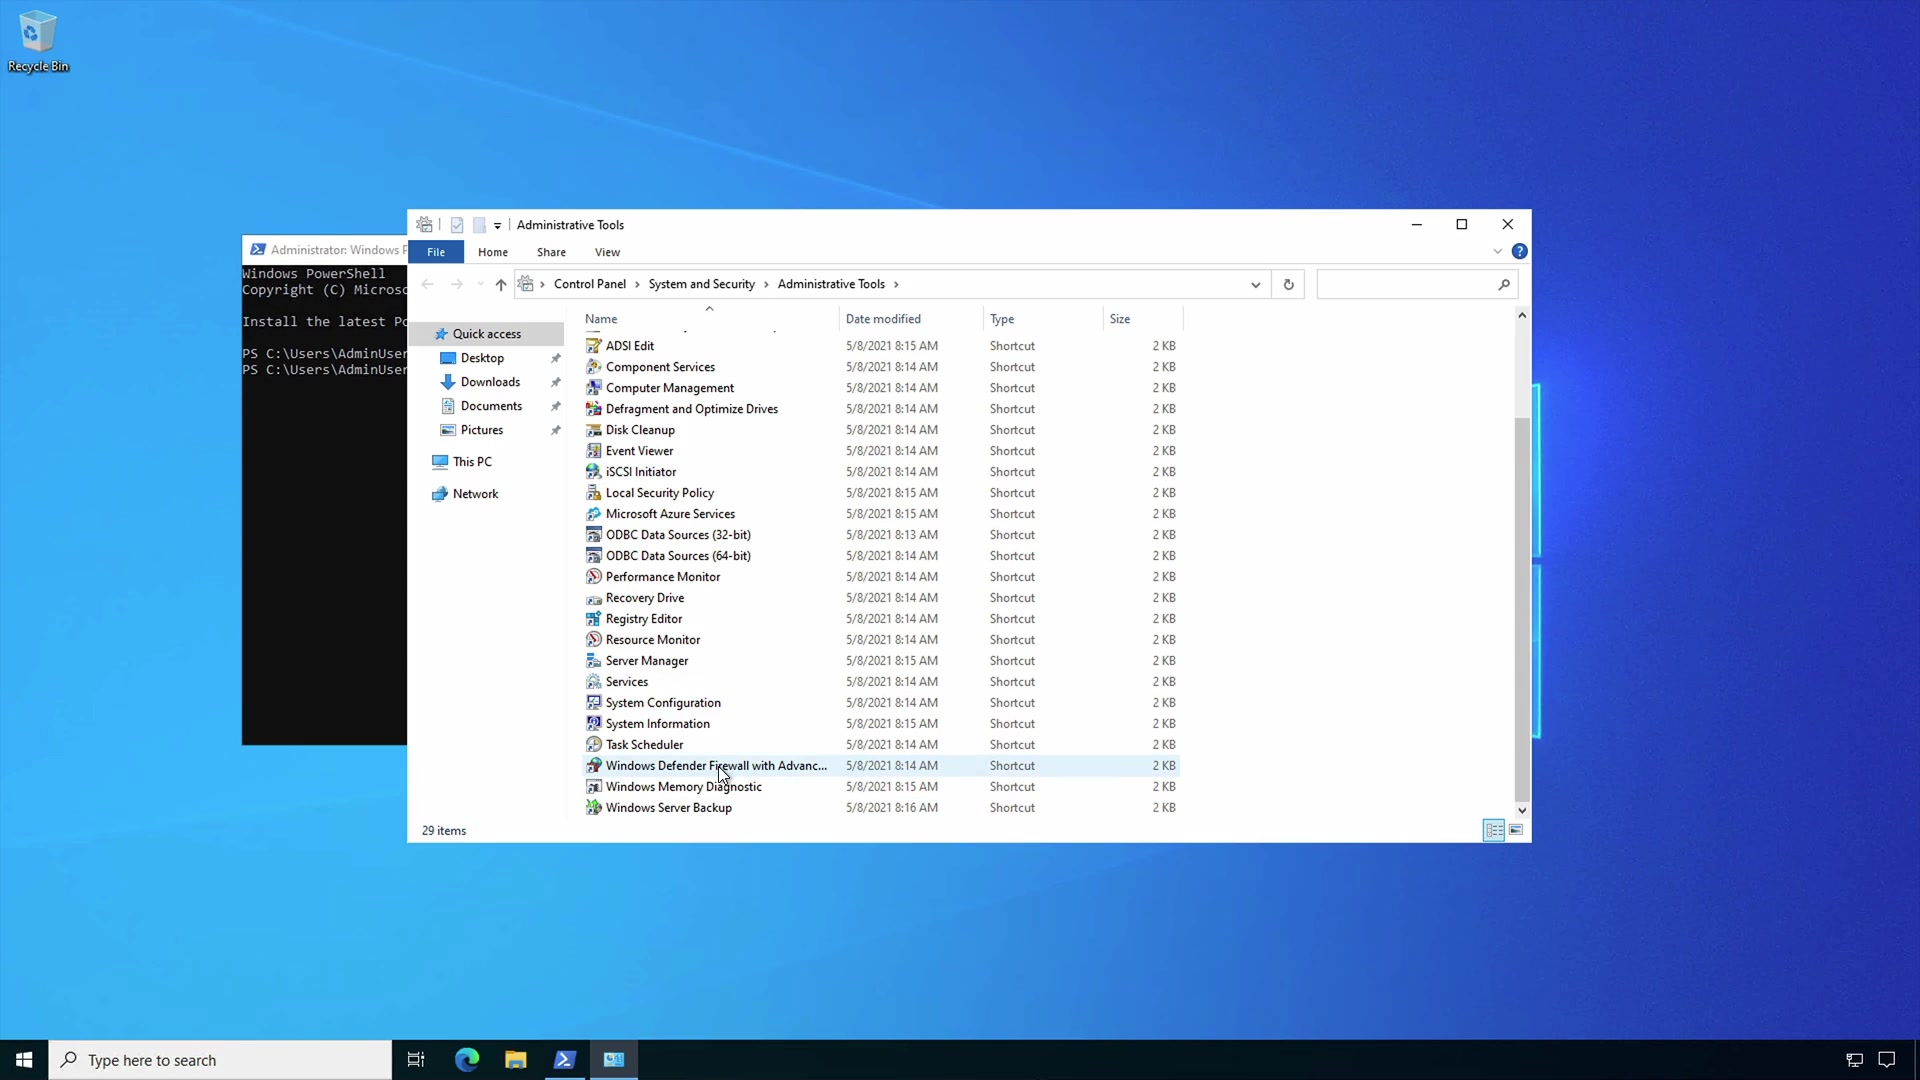 Recycle Bin
Administrative Tools
Administrator: Windows P
File Home Share View
Windows PowerShell
Copyright (C) Microso
Control Panel System and Security Administrative Tools
Install the latest Po
PS C:\Users\AdminUser
PS C:\Users\AdminUser
Quick access
Desktop
Downloads
Documents
Pictures
This PC
Network
Name Date modified Type Size
ADSI Edit 5/8/2021 8:15 AM Shortcut 2 KB
Component Services 5/8/2021 8:14 AM Shortcut 2 KB
Computer Management 5/8/2021 8:14 AM Shortcut 2 KB
Defragment and Optimize Drives 5/8/2021 8:14 AM Shortcut 2 KB
Disk Cleanup 5/8/2021 8:14 AM Shortcut 2 KB
Event Viewer 5/8/2021 8:14 AM Shortcut 2 KB
iSCSI Initiator 5/8/2021 8:14 AM Shortcut 2 KB
Local Security Policy 5/8/2021 8:15 AM Shortcut 2 KB
Microsoft Azure Services 5/8/2021 8:15 AM Shortcut 2 KB
ODBC Data Sources (32-bit) 5/8/2021 8:13 AM Shortcut 2 KB
ODBC Data Sources (64-bit) 5/8/2021 8:14 AM Shortcut 2 KB
Performance Monitor 5/8/2021 8:14 AM Shortcut 2 KB
Recovery Drive 5/8/2021 8:14 AM Shortcut 2 KB
Registry Editor 5/8/2021 8:14 AM Shortcut 2 KB
Resource Monitor 5/8/2021 8:14 AM Shortcut 2 KB
Server Manager 5/8/2021 8:15 AM Shortcut 2 KB
Services 5/8/2021 8:14 AM Shortcut 2 KB
System Configuration 5/8/2021 8:14 AM Shortcut 2 KB
System Information 5/8/2021 8:15 AM Shortcut 2 KB
Task Scheduler 5/8/2021 8:14 AM Shortcut 2 KB
Windows Defender Firewall with Advanc... 5/8/2021 8:14 AM Shortcut 2 KB
Windows Memory Diagnostic 5/8/2021 8:15 AM Shortcut 2 KB
Windows Server Backup 5/8/2021 8:16 AM Shortcut 2 KB
29 items
Type here to search